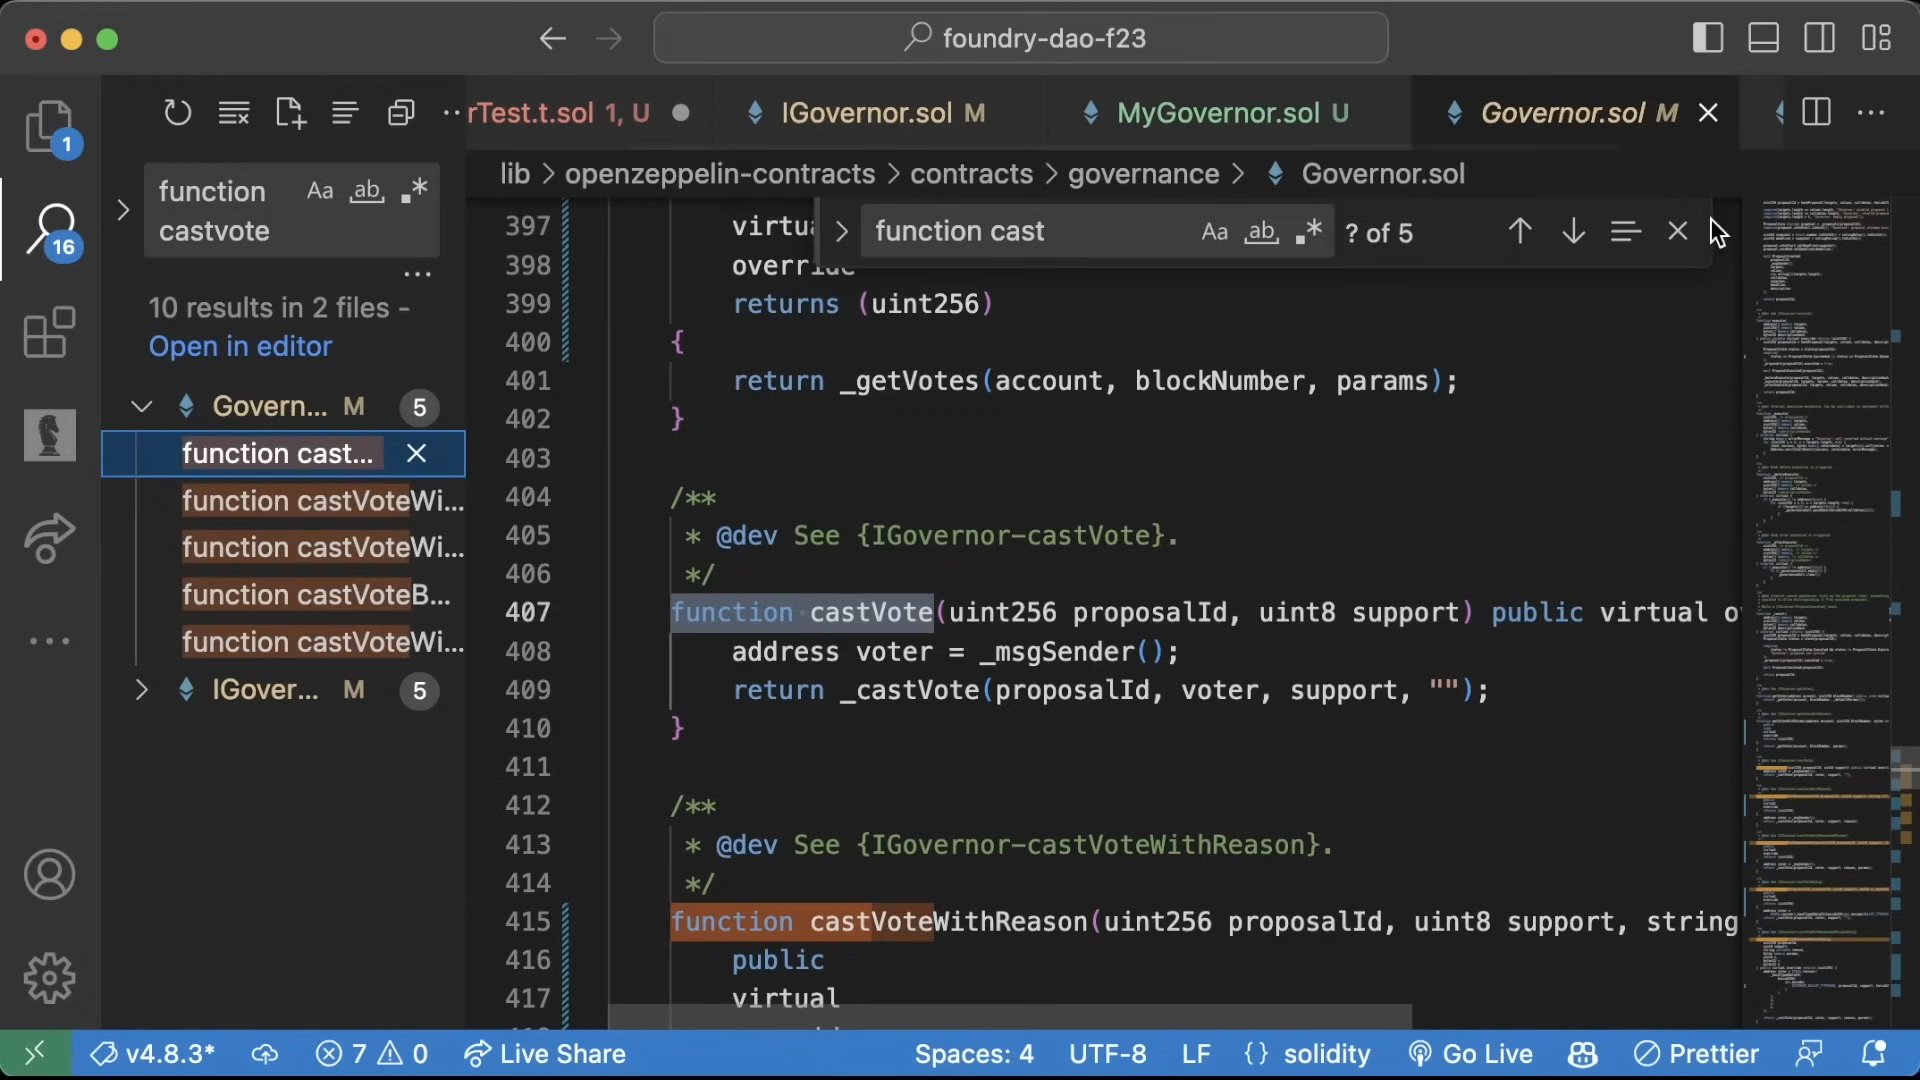 foundry-dao-f23
rTest.t.sol 1, U
IGovernor.sol M
MyGovernor.sol U
Governor.sol M
1
function
castvote
Aa ab .*
16
10 results in 2 files -
Open in editor
Govern... M 5
function cast...
function castVoteWi...
function castVoteWi...
function castVoteB...
function castVoteWi...
IGover... M 5
lib > openzeppelin-contracts > contracts > governance > Governor.sol
function cast Aa ab .* ? of 5
397 virtua
398 override
399 returns (uint256)
400 {
401 return _getVotes(account, blockNumber, params);
402 }
403
404 /**
405 * @dev See {IGovernor-castVote}.
406 */
407 function castVote(uint256 proposalId, uint8 support) public virtual o
408 address voter = _msgSender();
409 return _castVote(proposalId, voter, support, "");
410 }
411
412 /**
413 * @dev See {IGovernor-castVoteWithReason}.
414 */
415 function castVoteWithReason(uint256 proposalId, uint8 support, string
416 public
417 virtual
v4.8.3* 7 0 Live Share Spaces: 4 UTF-8 LF {} solidity Go Live Prettier